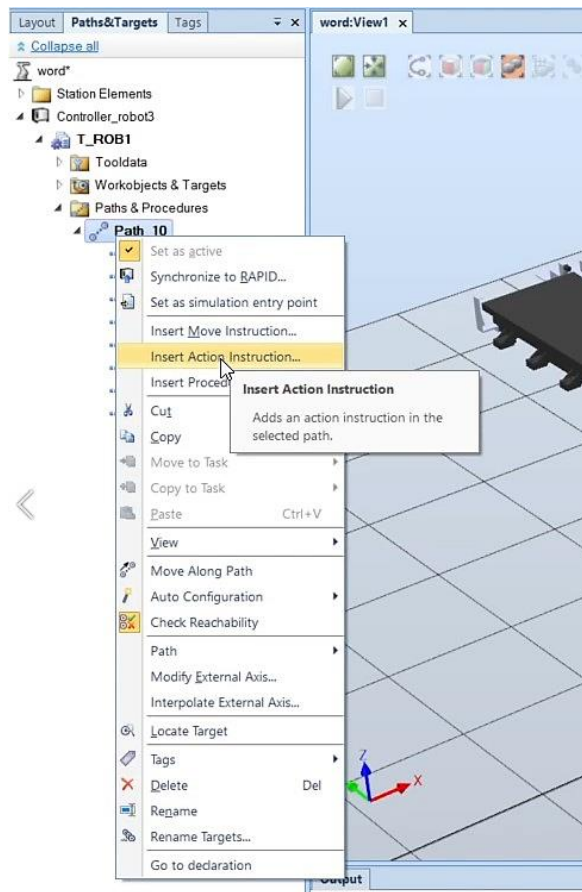 Layout Paths&Targets Tags
word:View1
Collapse all
word*
Station Elements
Controller_robot3
T_ROB1
Tooldata
Workobjects & Targets
Paths & Procedures
Path_10
Set as active
Synchronize to RAPID...
Set as simulation entry point
Insert Move Instruction...
Insert Action Instruction...
Insert Proced
Insert Action Instruction
Adds an action instruction in the
selected path.
Cut
Copy
Move to Task
Copy to Task
Paste Ctrl+V
View
Move Along Path
Auto Configuration
Check Reachability
Path
Modify External Axis...
Interpolate External Axis...
Locate Target
Tags
Delete Del
Rename
Rename Targets...
Go to declaration
Z
X
Output